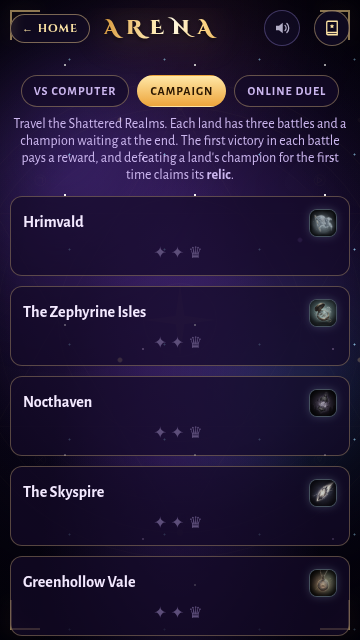 ← HOME
ARENA
VS COMPUTER
CAMPAIGN
ONLINE DUEL
Travel the Shattered Realms. Each land has three battles and a
champion waiting at the end. The first victory in each battle
pays a reward, and defeating a land's champion for the first
time claims its relic.
Hrimvald
The Zephyrine Isles
Nocthaven
The Skyspire
Greenhollow Vale